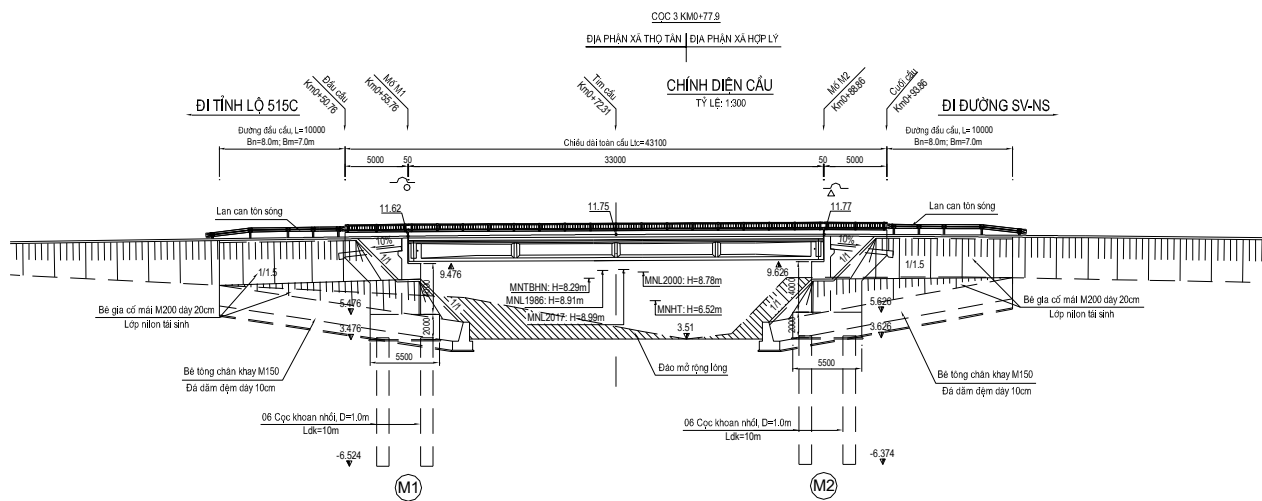 CỌC 3 KM0+77.9
ĐỊA PHẬN XÃ THỌ TÂN ĐỊA PHẬN XÃ HỢP LÝ
CHÍNH DIỆN CẦU
TỶ LỆ: 1:300
Đầu cầu
Km0+50.76
Mố M1
Km0+55.76
Tim cầu
Km0+72.31
Mố M2
Km0+88.86
Cuối cầu
Km0+93.86
ĐI TỈNH LỘ 515C
ĐI ĐƯỜNG SV-NS
Đường đầu cầu, L=10000
Bn=8.0m; Bm=7.0m
Chiều dài toàn cầu Ltc=43100
Đường đầu cầu, L=10000
Bn=8.0m; Bm=7.0m
5000 50 33000 50 5000
Lan can tôn sóng
11.62 11.75 11.77
Lan can tôn sóng
10% 10%
1/1 1/1
1/1.5 1/1.5
9.476 9.626
MNTBHN: H=8.29m
MNL2000: H=8.78m
MNL1986: H=8.91m
MNHT: H=6.52m
MNL2017: H=8.99m
4000
1/1 1/1
5.476 5.626
2000 2000
3.476 3.51 3.626
Bê gia cố mái M200 dày 20cm
Lớp nilon tái sinh
Bê gia cố mái M200 dày 20cm
Lớp nilon tái sinh
5500 5500
Đào mở rộng lòng
Bê tông chân khay M150
Đá dăm đệm dày 10cm
Bê tông chân khay M150
Đá dăm đệm dày 10cm
06 Cọc khoan nhồi, D=1.0m
Ldk=10m
06 Cọc khoan nhồi, D=1.0m
Ldk=10m
-6.524 -6.374
M1 M2